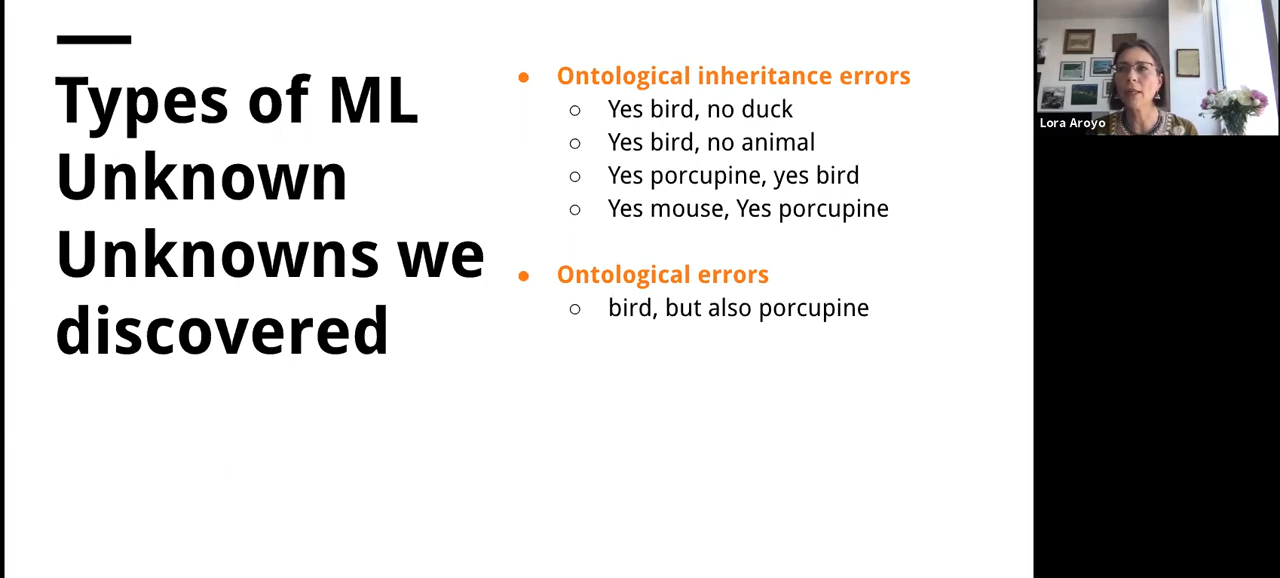 Types of ML
Unknown
Unknowns we
discovered
● Ontological inheritance errors
○ Yes bird, no duck
○ Yes bird, no animal
○ Yes porcupine, yes bird
○ Yes mouse, Yes porcupine
● Ontological errors
○ bird, but also porcupine
Lora Aroyo